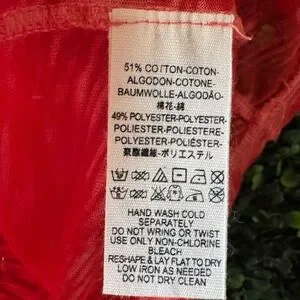 51% COTTON-COTON-
ALGODON-COTONE-
BAUMWOLLE-ALGODÃO-
棉花-綿
49% POLYESTER-POLYESTER-
POLIESTER-POLIESTERE-
POLYESTER-POLIÉSTER-
聚酯纖維-ポリエステル
HAND WASH COLD
SEPARATELY
DO NOT WRING OR TWIST
USE ONLY NON-CHLORINE
BLEACH
RESHAPE & LAY FLAT TO DRY
LOW IRON AS NEEDED
DO NOT DRY CLEAN